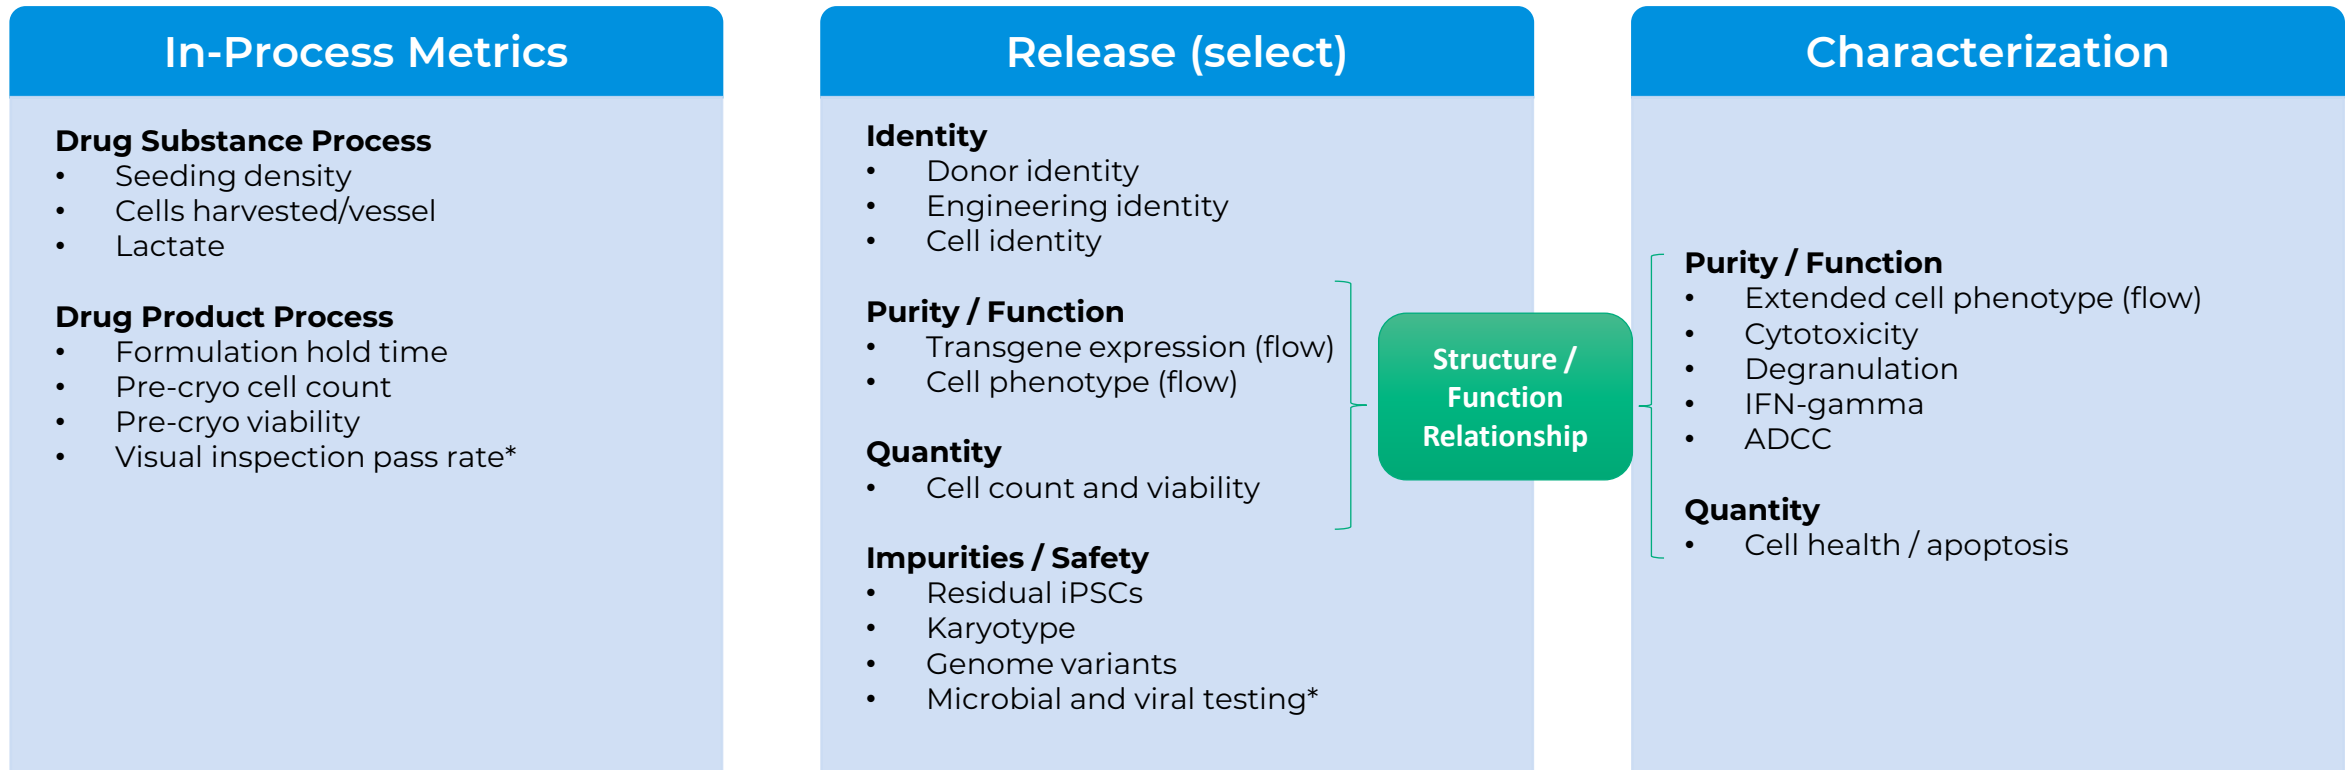 In-Process Metrics
Drug Substance Process
• Seeding density
• Cells harvested/vessel
• Lactate
Drug Product Process
• Formulation hold time
• Pre-cryo cell count
• Pre-cryo viability
• Visual inspection pass rate*
Release (select)
Identity
• Donor identity
• Engineering identity
• Cell identity
Purity / Function
• Transgene expression (flow)
• Cell phenotype (flow)
Quantity
• Cell count and viability
Impurities / Safety
• Residual iPSCs
• Karyotype
• Genome variants
• Microbial and viral testing*
Structure /
Function
Relationship
Characterization
Purity / Function
• Extended cell phenotype (flow)
• Cytotoxicity
• Degranulation
• IFN-gamma
• ADCC
Quantity
• Cell health / apoptosis